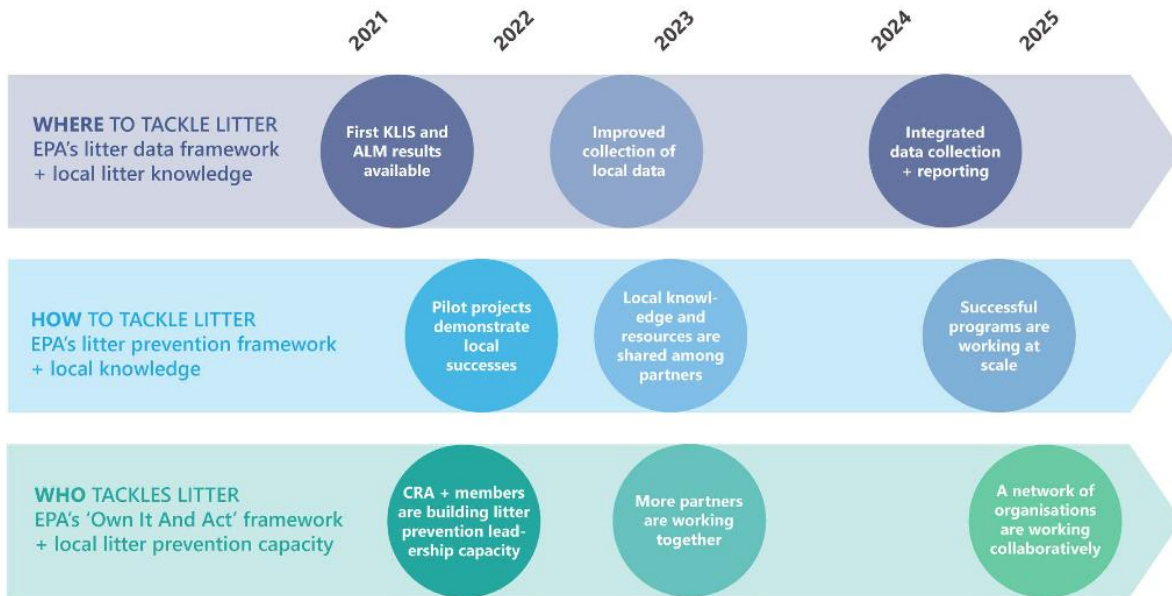 2021
2022
2023
2024
2025
WHERE TO TACKLE LITTER
EPA's litter data framework
+ local litter knowledge
First KLIS and
ALM results
available
Improved
collection of
local data
Integrated
data collection
+ reporting
HOW TO TACKLE LITTER
EPA's litter prevention framework
+ local knowledge
Pilot projects
demonstrate
local
successes
Local knowl-
edge and
resources are
shared among
partners
Successful
programs are
working at
scale
WHO TACKLES LITTER
EPA's 'Own It And Act' framework
+ local litter prevention capacity
CRA + members
are building litter
prevention lead-
ership capacity
More partners
are working
together
A network of
organisations
are working
collaboratively